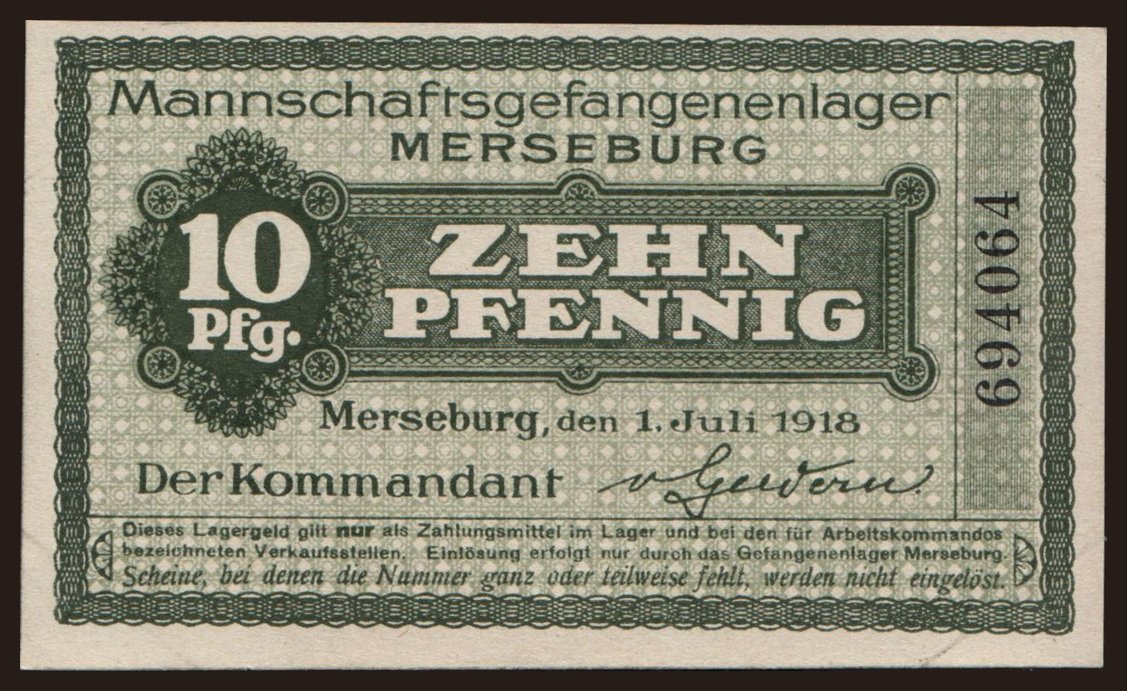 Mannschaftsgefangenenlager
MERSEBURG
10
Pfg.
ZEHN
PFENNIG
694064
Merseburg, den 1. Juli 1918
Der Kommandant
Dieses Lagergeld gilt nur als Zahlungsmittel im Lager und bei den für Arbeitskommandos
bezeichneten Verkaufsstellen. Einlösung erfolgt nur durch das Gefangenenlager Merseburg.
Scheine, bei denen die Nummer ganz oder teilweise fehlt, werden nicht eingelöst.